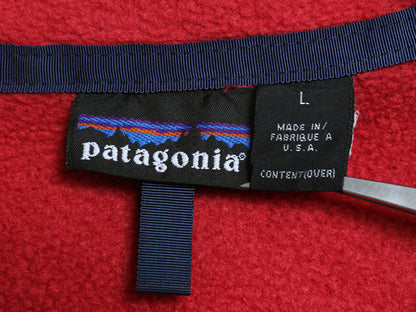 patagonia®
L
MADE IN/
FABRIQUE A
U.S.A.
CONTENT(OVER)